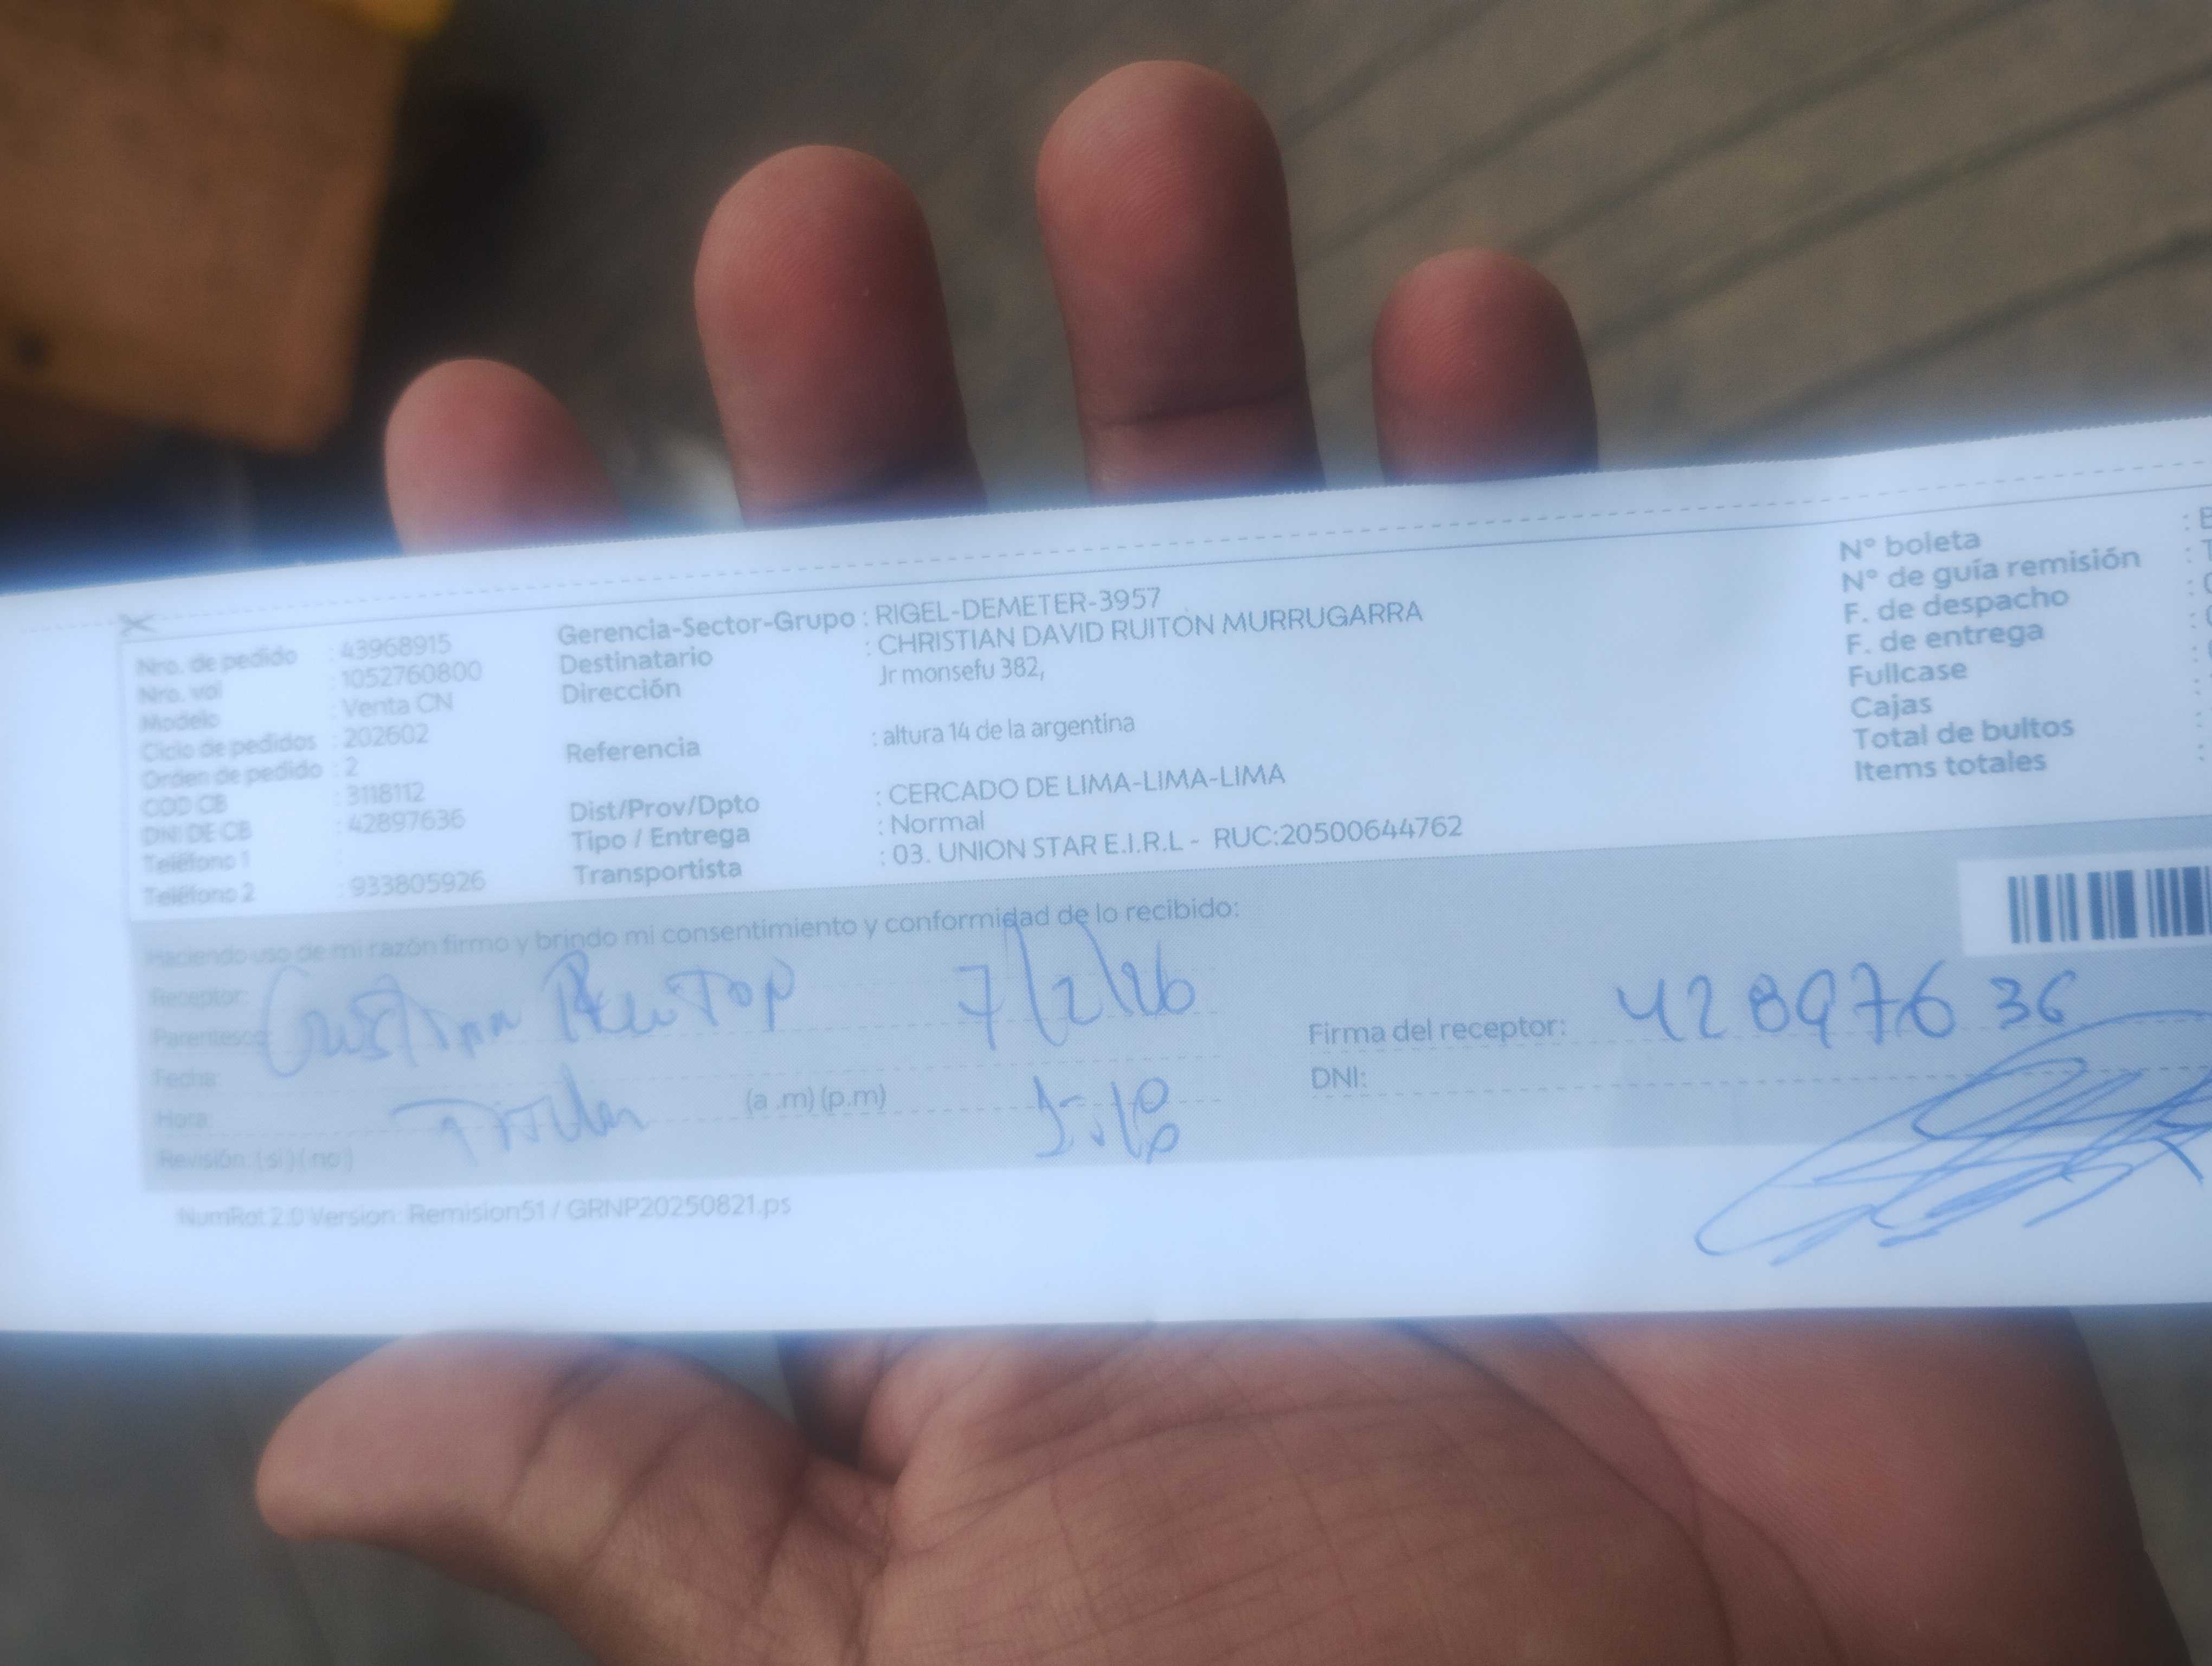 Nro. de pedido : 43968915
Nro. vol : 1052760800
Modelo : Venta CN
Ciclo de pedidos : 202602
Orden de pedido : 2
COD CB : 3118112
DNI DE CB : 42897636
Teléfono 1 :
Teléfono 2 : 933805926
Gerencia-Sector-Grupo : RIGEL-DEMETER-3957
Destinatario : CHRISTIAN DAVID RUITON MURRUGARRA
Dirección Jr monsefu 382,
Referencia : altura 14 de la argentina
Dist/Prov/Dpto : CERCADO DE LIMA-LIMA-LIMA
Tipo / Entrega : Normal
Transportista : 03. UNION STAR E.I.R.L - RUC:20500644762
N° boleta :
N° de guía remisión :
F. de despacho :
F. de entrega :
Fullcase :
Cajas :
Total de bultos :
Items totales :
Haciendo uso de mi razón firmo y brindo mi consentimiento y conformidad de lo recibido:
Receptor:
Parentesco: 7/2/26
Fecha:
Hora: (a .m) (p.m)
Revisión: ( si ) ( no )
Firma del receptor: 42897636
DNI:
NumRot 2.0 Version: Remision51 / GRNP20250821.ps